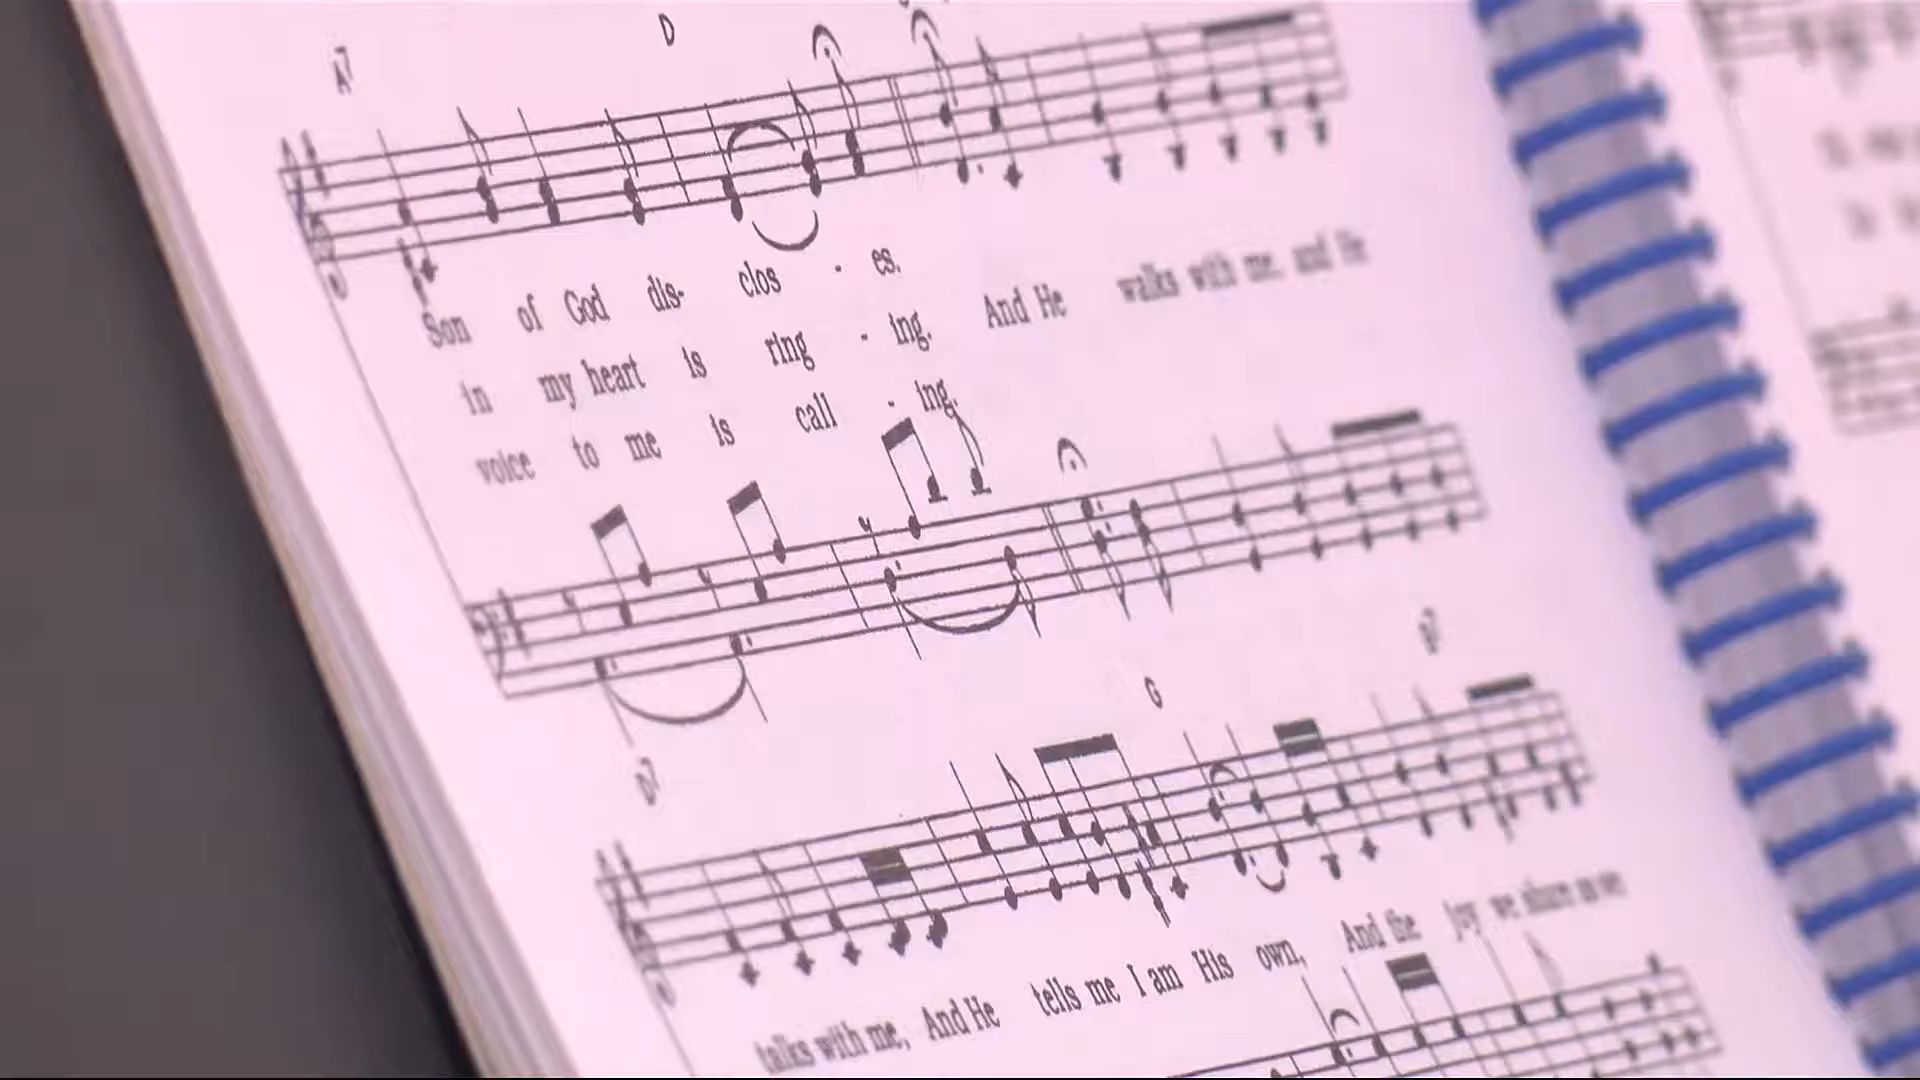 A7 D
Son of God dis- clos - es.
in my heart is ring - ing. And He walks with me, and He
voice to me is call - ing.
D7 G
talks with me, And He tells me I am His own, And the joy we share as we